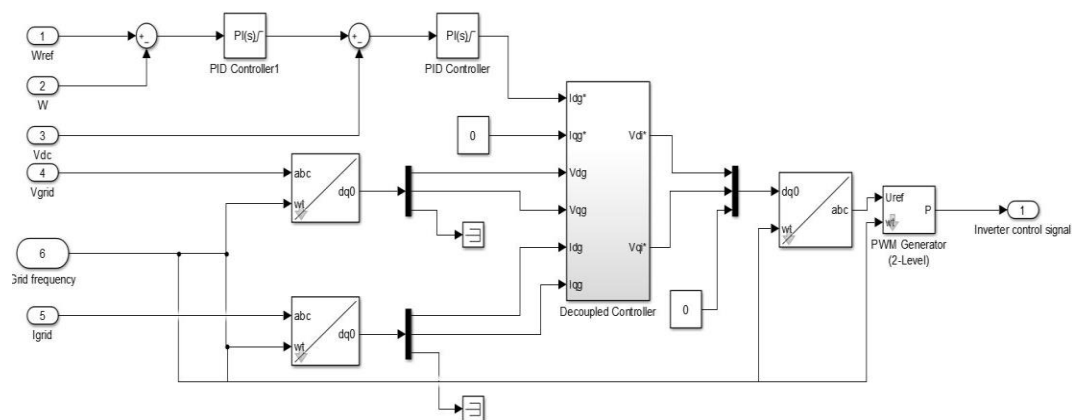 1
Wref
2
W
3
Vdc
4
Vgrid
6
Grid frequency
5
Igrid
+
-
PI(s)
PID Controller1
+
-
PI(s)
PID Controller
0
abc
wt
dq0
abc
wt
dq0
Idg*
Iqg*
Vdg
Vqg
Idg
Iqg
Vdi*
Vqi*
Decoupled Controller
0
dq0
wt
abc
Uref
wt
P
PWM Generator
(2-Level)
1
Inverter control signal